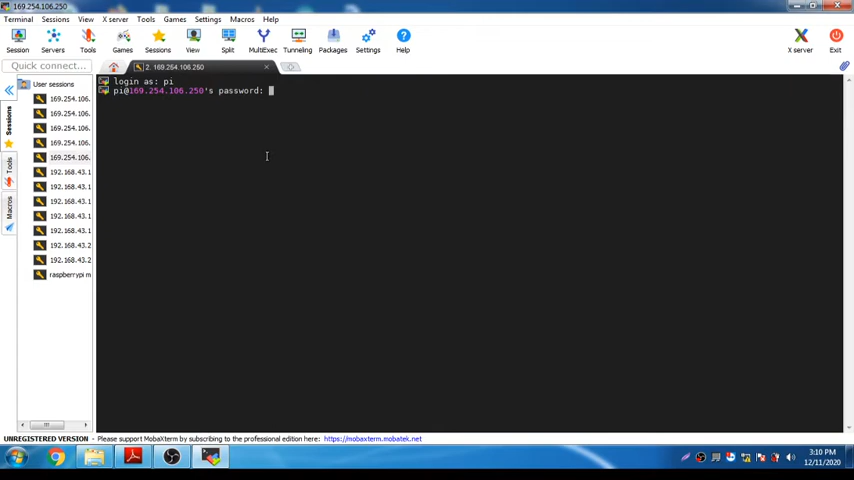 169.254.106.250
Terminal Sessions View X server Tools Games Settings Macros Help
Session Servers Tools Games Sessions View Split MultiExec Tunneling Packages Settings Help X server Exit
Quick connect...
2. 169.254.106.250
User sessions
169.254.106.
169.254.106.
169.254.106.
169.254.106.
169.254.106.
192.168.43.1
192.168.43.1
192.168.43.1
192.168.43.1
192.168.43.1
192.168.43.2
192.168.43.2
raspberrypi m
Sessions
Tools
Macros
login as: pi
pi@169.254.106.250's password:
UNREGISTERED VERSION - Please support MobaXterm by subscribing to the professional edition here: https://mobaxterm.mobatek.net
3:10 PM
12/11/2020